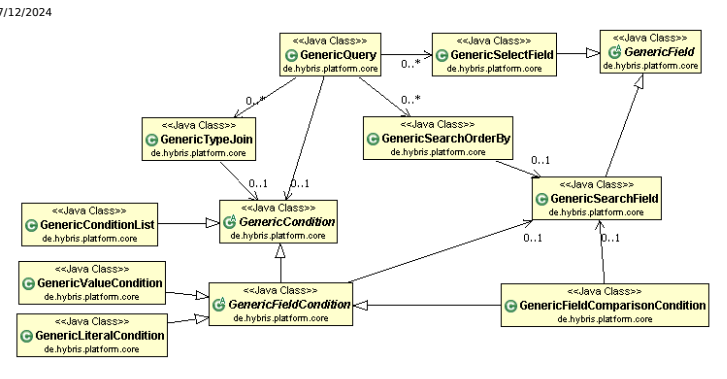 7/12/2024
<<Java Class>>
GenericQuery
de.hybris.platform.core
<<Java Class>>
GenericSelectField
de.hybris.platform.core
<<Java Class>>
GenericField
de.hybris.platform.core
0..*
0..*
0..*
<<Java Class>>
GenericTypeJoin
de.hybris.platform.core
<<Java Class>>
GenericSearchOrderBy
de.hybris.platform.core
0..1
0..1
0..1
<<Java Class>>
GenericSearchField
de.hybris.platform.core
<<Java Class>>
GenericConditionList
de.hybris.platform.core
<<Java Class>>
GenericCondition
de.hybris.platform.core
0..1
0..1
<<Java Class>>
GenericValueCondition
de.hybris.platform.core
<<Java Class>>
GenericFieldCondition
de.hybris.platform.core
<<Java Class>>
GenericFieldComparisonCondition
de.hybris.platform.core
<<Java Class>>
GenericLiteralCondition
de.hybris.platform.core